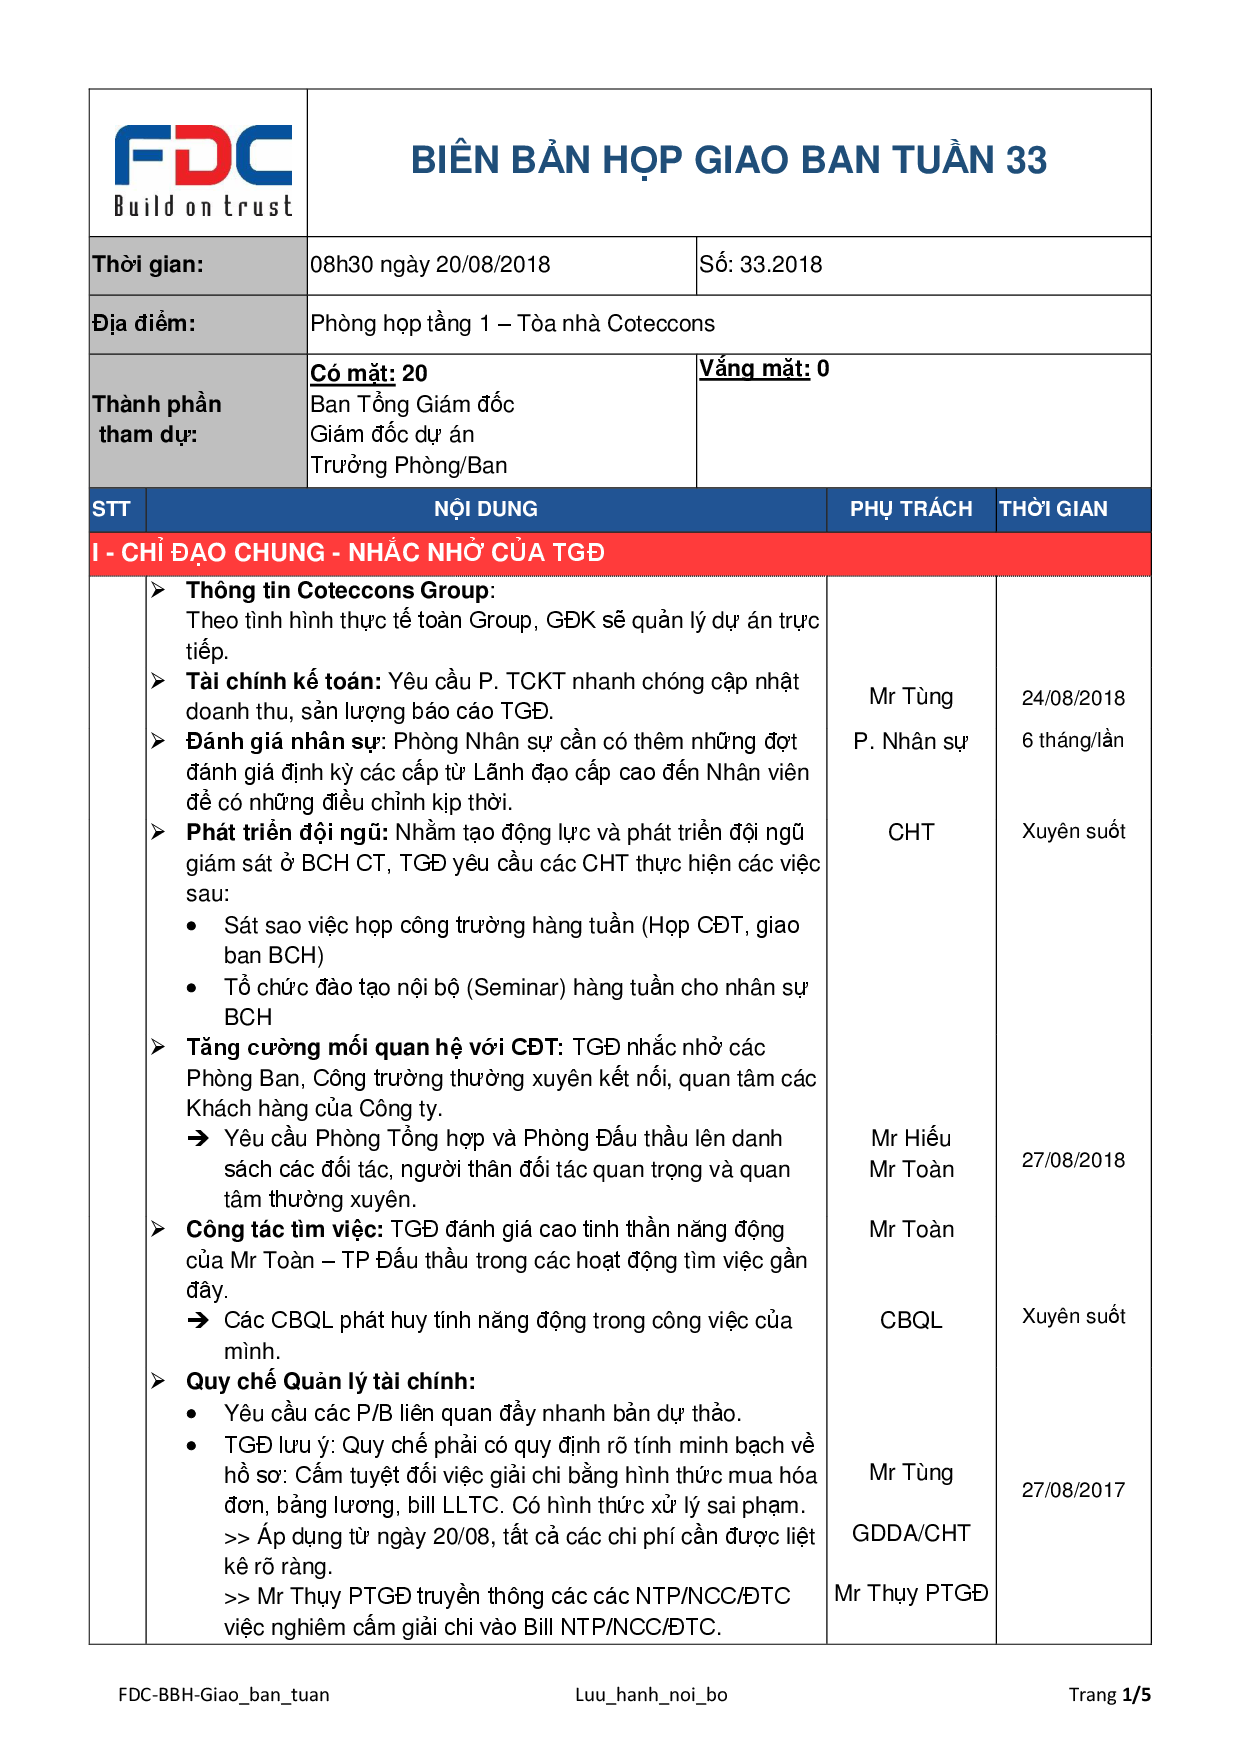 FDC
Build on trust
BIÊN BẢN HỌP GIAO BAN TUẦN 33
Thời gian:
08h30 ngày 20/08/2018
Số: 33.2018
Địa điểm:
Phòng họp tầng 1 – Tòa nhà Coteccons
Thành phần
tham dự:
Có mặt: 20
Ban Tổng Giám đốc
Giám đốc dự án
Trưởng Phòng/Ban
Vắng mặt: 0
STT NỘI DUNG PHỤ TRÁCH THỜI GIAN
I - CHỈ ĐẠO CHUNG - NHẮC NHỞ CỦA TGĐ
➢ Thông tin Coteccons Group:
Theo tình hình thực tế toàn Group, GĐK sẽ quản lý dự án trực
tiếp.
➢ Tài chính kế toán: Yêu cầu P. TCKT nhanh chóng cập nhật
doanh thu, sản lượng báo cáo TGĐ.
Mr Tùng
24/08/2018
➢ Đánh giá nhân sự: Phòng Nhân sự cần có thêm những đợt
đánh giá định kỳ các cấp từ Lãnh đạo cấp cao đến Nhân viên
để có những điều chỉnh kịp thời.
P. Nhân sự
6 tháng/lần
➢ Phát triển đội ngũ: Nhằm tạo động lực và phát triển đội ngũ
giám sát ở BCH CT, TGĐ yêu cầu các CHT thực hiện các việc
sau:
CHT
Xuyên suốt
• Sát sao việc họp công trường hàng tuần (Họp CĐT, giao
ban BCH)
• Tổ chức đào tạo nội bộ (Seminar) hàng tuần cho nhân sự
BCH
➢ Tăng cường mối quan hệ với CĐT: TGĐ nhắc nhở các
Phòng Ban, Công trường thường xuyên kết nối, quan tâm các
Khách hàng của Công ty.
➔ Yêu cầu Phòng Tổng hợp và Phòng Đấu thầu lên danh
sách các đối tác, người thân đối tác quan trọng và quan
tâm thường xuyên.
Mr Hiếu
Mr Toàn
27/08/2018
➢ Công tác tìm việc: TGĐ đánh giá cao tinh thần năng động
của Mr Toàn – TP Đấu thầu trong các hoạt động tìm việc gần
đây.
Mr Toàn
➔ Các CBQL phát huy tính năng động trong công việc của
mình.
CBQL
Xuyên suốt
➢ Quy chế Quản lý tài chính:
• Yêu cầu các P/B liên quan đẩy nhanh bản dự thảo.
• TGĐ lưu ý: Quy chế phải có quy định rõ tính minh bạch về
hồ sơ: Cấm tuyệt đối việc giải chi bằng hình thức mua hóa
đơn, bảng lương, bill LLTC. Có hình thức xử lý sai phạm.
Mr Tùng
27/08/2017
>> Áp dụng từ ngày 20/08, tất cả các chi phí cần được liệt
kê rõ ràng.
GDDA/CHT
>> Mr Thụy PTGĐ truyền thông các các NTP/NCC/ĐTC
việc nghiêm cấm giải chi vào Bill NTP/NCC/ĐTC.
Mr Thụy PTGĐ
FDC-BBH-Giao_ban_tuan Luu_hanh_noi_bo Trang 1/5